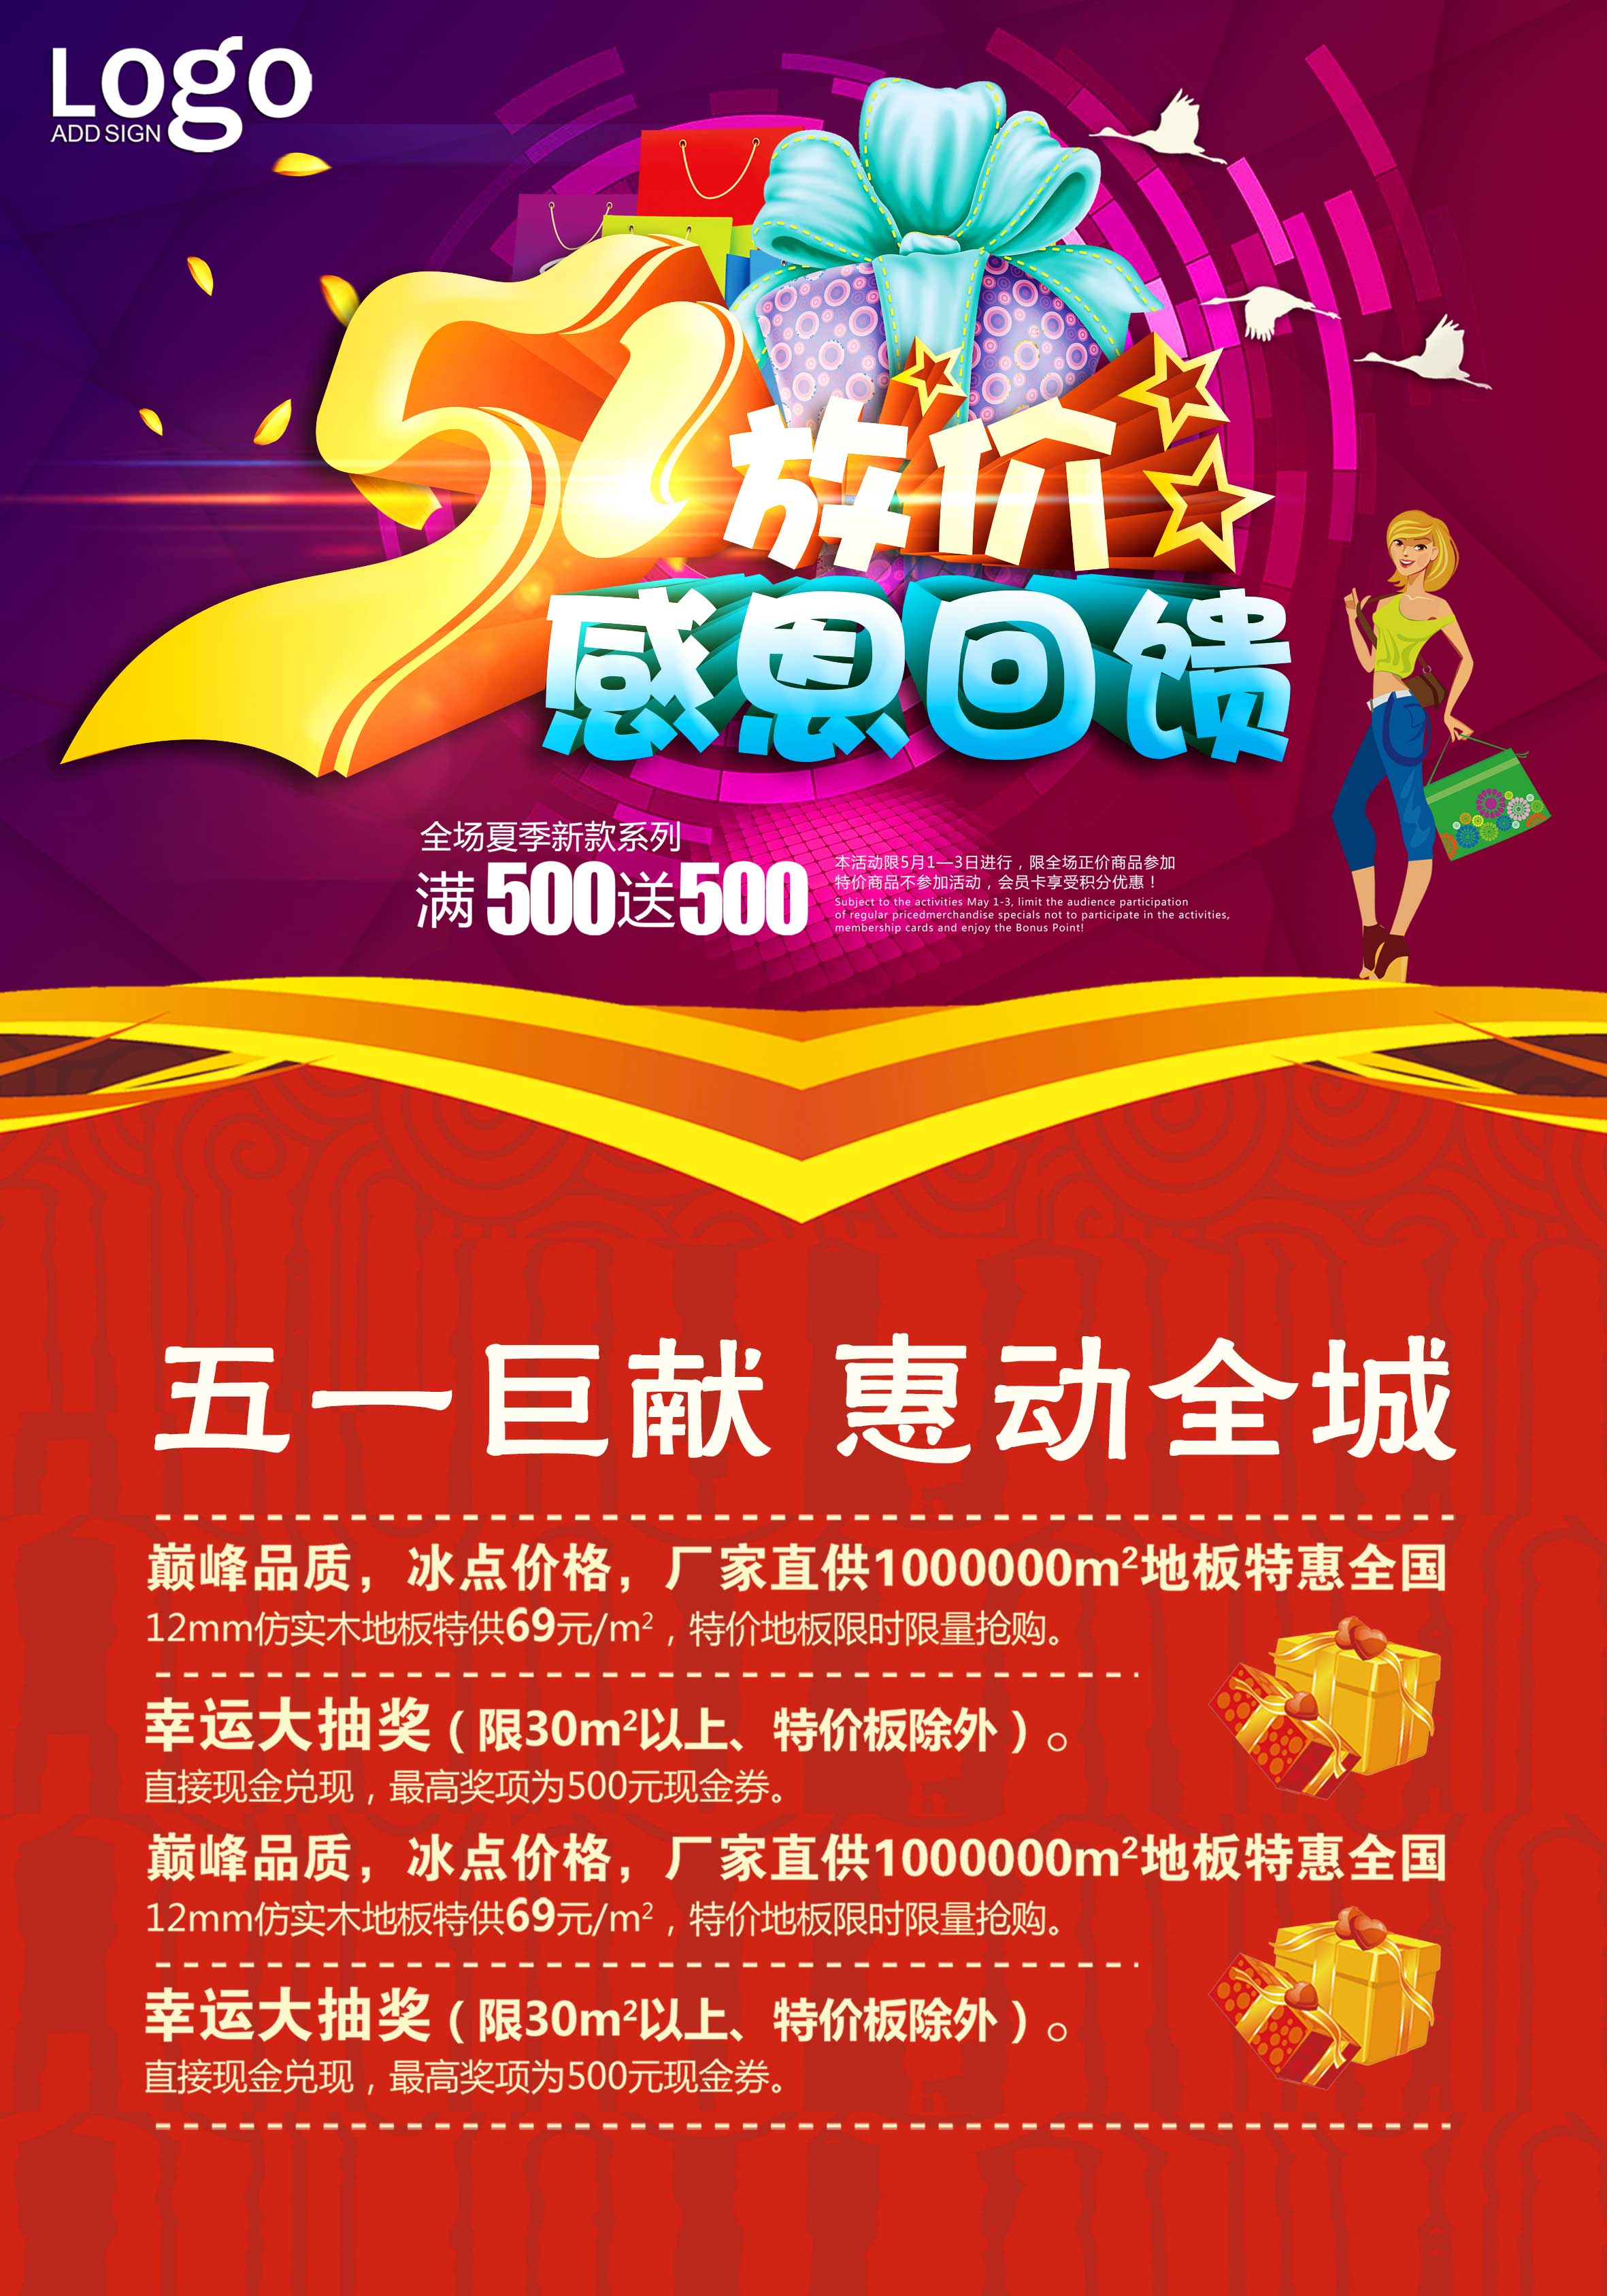 Logo
ADD SIGN
51放价
感恩回馈
全场夏季新款系列
满500送500
本活动限5月1—3日进行，限全场正价商品参加
特价商品不参加活动，会员卡享受积分优惠！
Subject to the activities May 1-3, limit the audience participation
of regular pricedmerchandise specials not to participate in the activities,
membership cards and enjoy the Bonus Point!
五一巨献 惠动全城
巅峰品质，冰点价格，厂家直供1000000m²地板特惠全国
12mm仿实木地板特供69元/m²，特价地板限时限量抢购。
幸运大抽奖（限30m²以上、特价板除外）。
直接现金兑现，最高奖项为500元现金券。
巅峰品质，冰点价格，厂家直供1000000m²地板特惠全国
12mm仿实木地板特供69元/m²，特价地板限时限量抢购。
幸运大抽奖（限30m²以上、特价板除外）。
直接现金兑现，最高奖项为500元现金券。